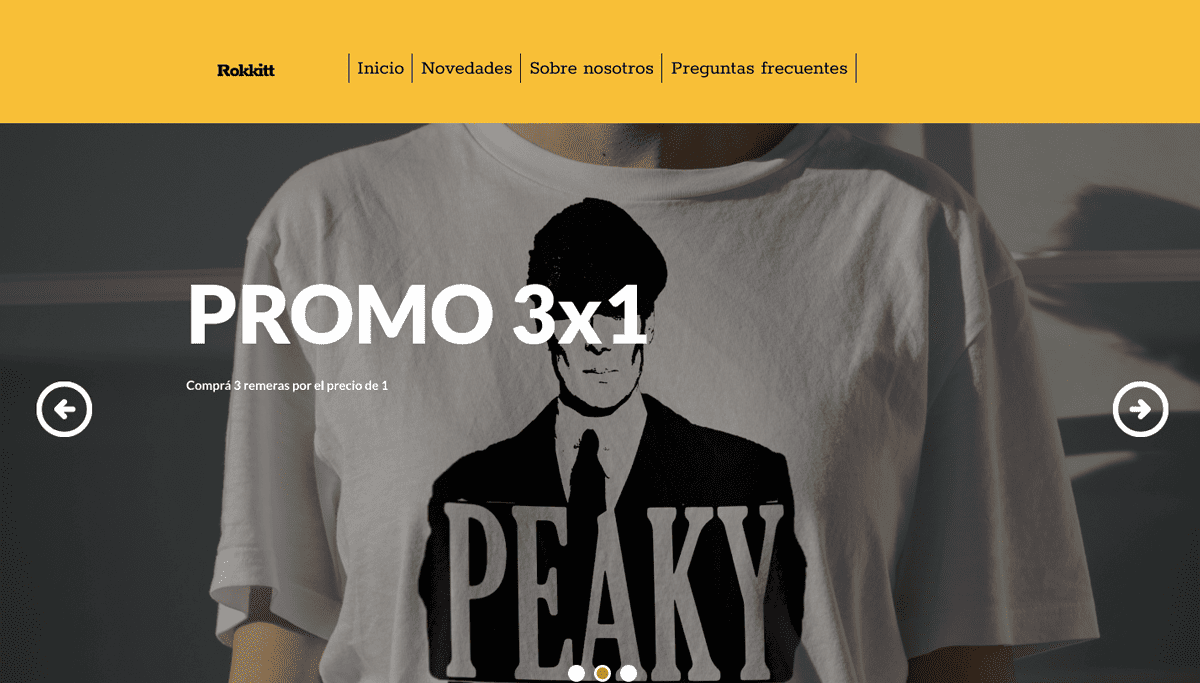 Rokkitt
Inicio Novedades Sobre nosotros Preguntas frecuentes
PROMO 3x1
Comprá 3 remeras por el precio de 1
PEAKY